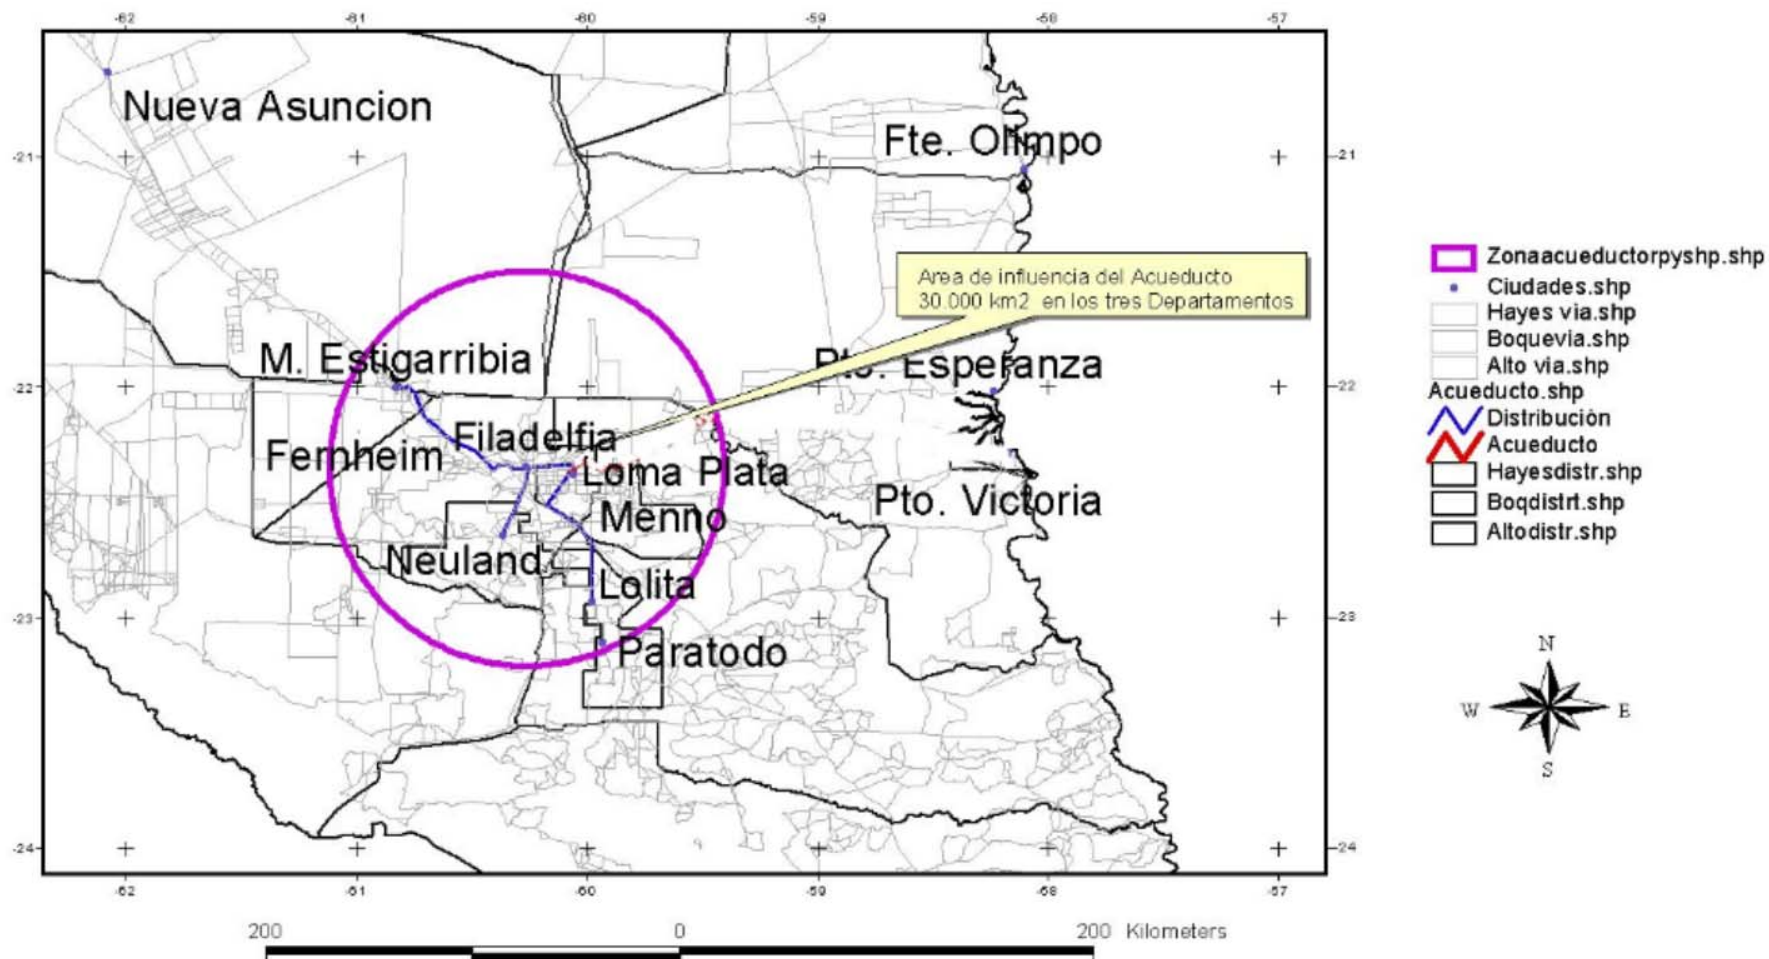 -62 -61 -60 -59 -58 -57
Nueva Asuncion
Fte. Olimpo
-21 -21
Area de influencia del Acueducto
30.000 km2 en los tres Departamentos
M. Estigarribia
Pto. Esperanza
-22 -22
Filadelfia
Fernheim
Loma Plata
Menno
Pto. Victoria
Neuland
Lolita
-23 -23
Paratodo
-24 -24
-62 -61 -60 -59 -58 -57
200 0 200 Kilometers
Zonaacueductorpyshp.shp
Ciudades.shp
Hayes via.shp
Boquevia.shp
Alto via.shp
Acueducto.shp
Distribución
Acueducto
Hayesdistr.shp
Boqdistrt.shp
Altodistr.shp
N
W E
S